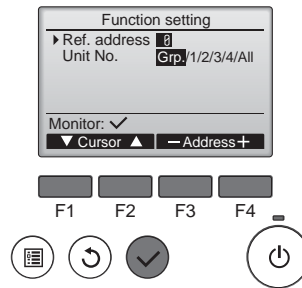 Function setting
Ref. address 0
Unit No. Grp./1/2/3/4/All
Monitor:
Cursor − Address+
F1 F2 F3 F4